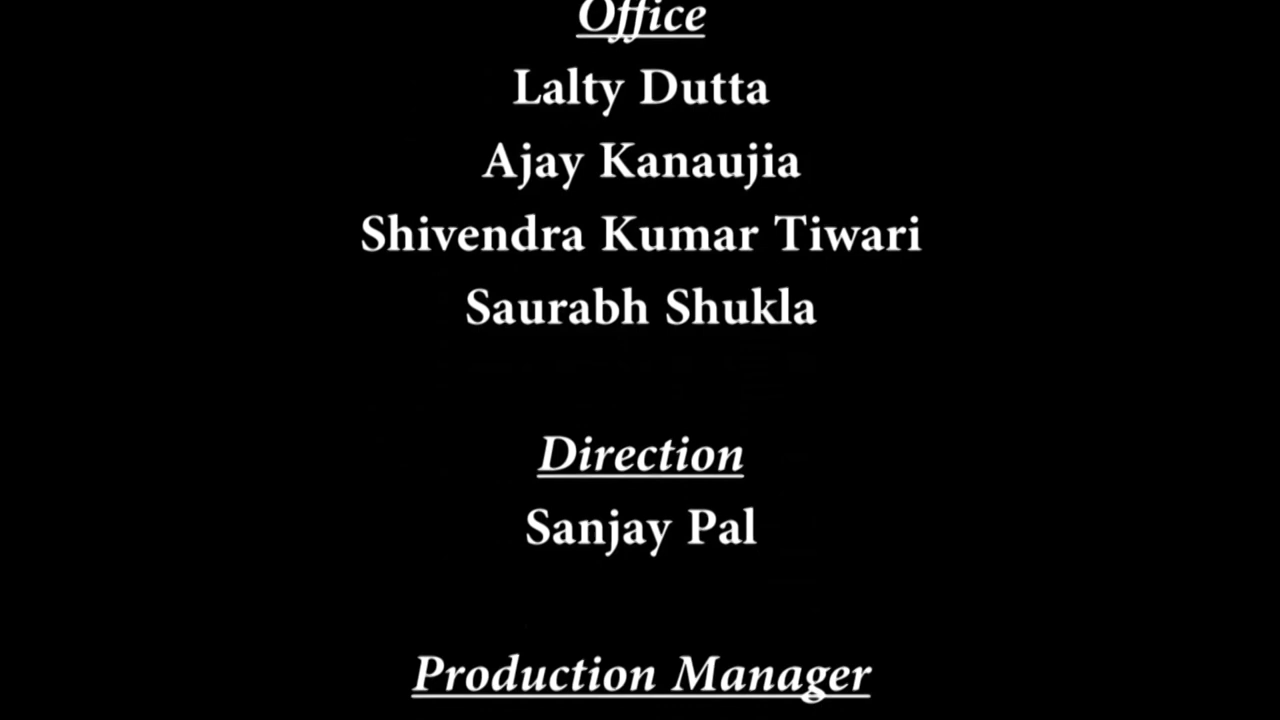 Office
Lalty Dutta
Ajay Kanaujia
Shivendra Kumar Tiwari
Saurabh Shukla
Direction
Sanjay Pal
Production Manager